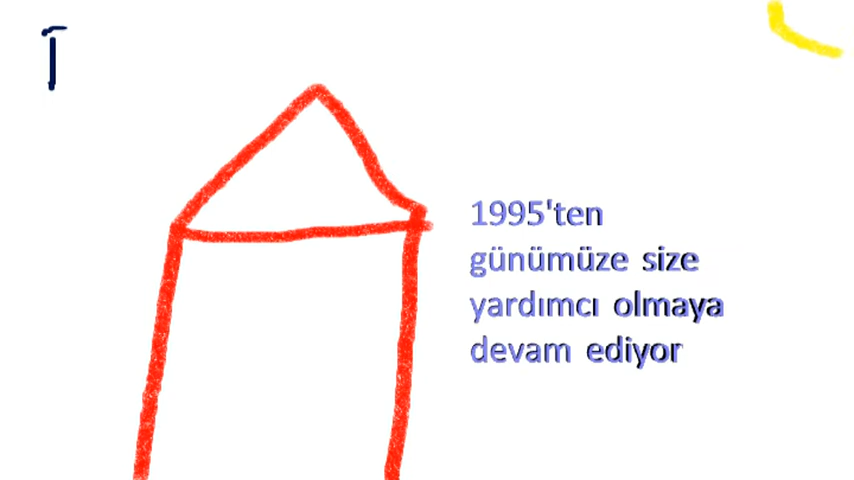 1995'ten
günümüze size
yardımcı olmaya
devam ediyor